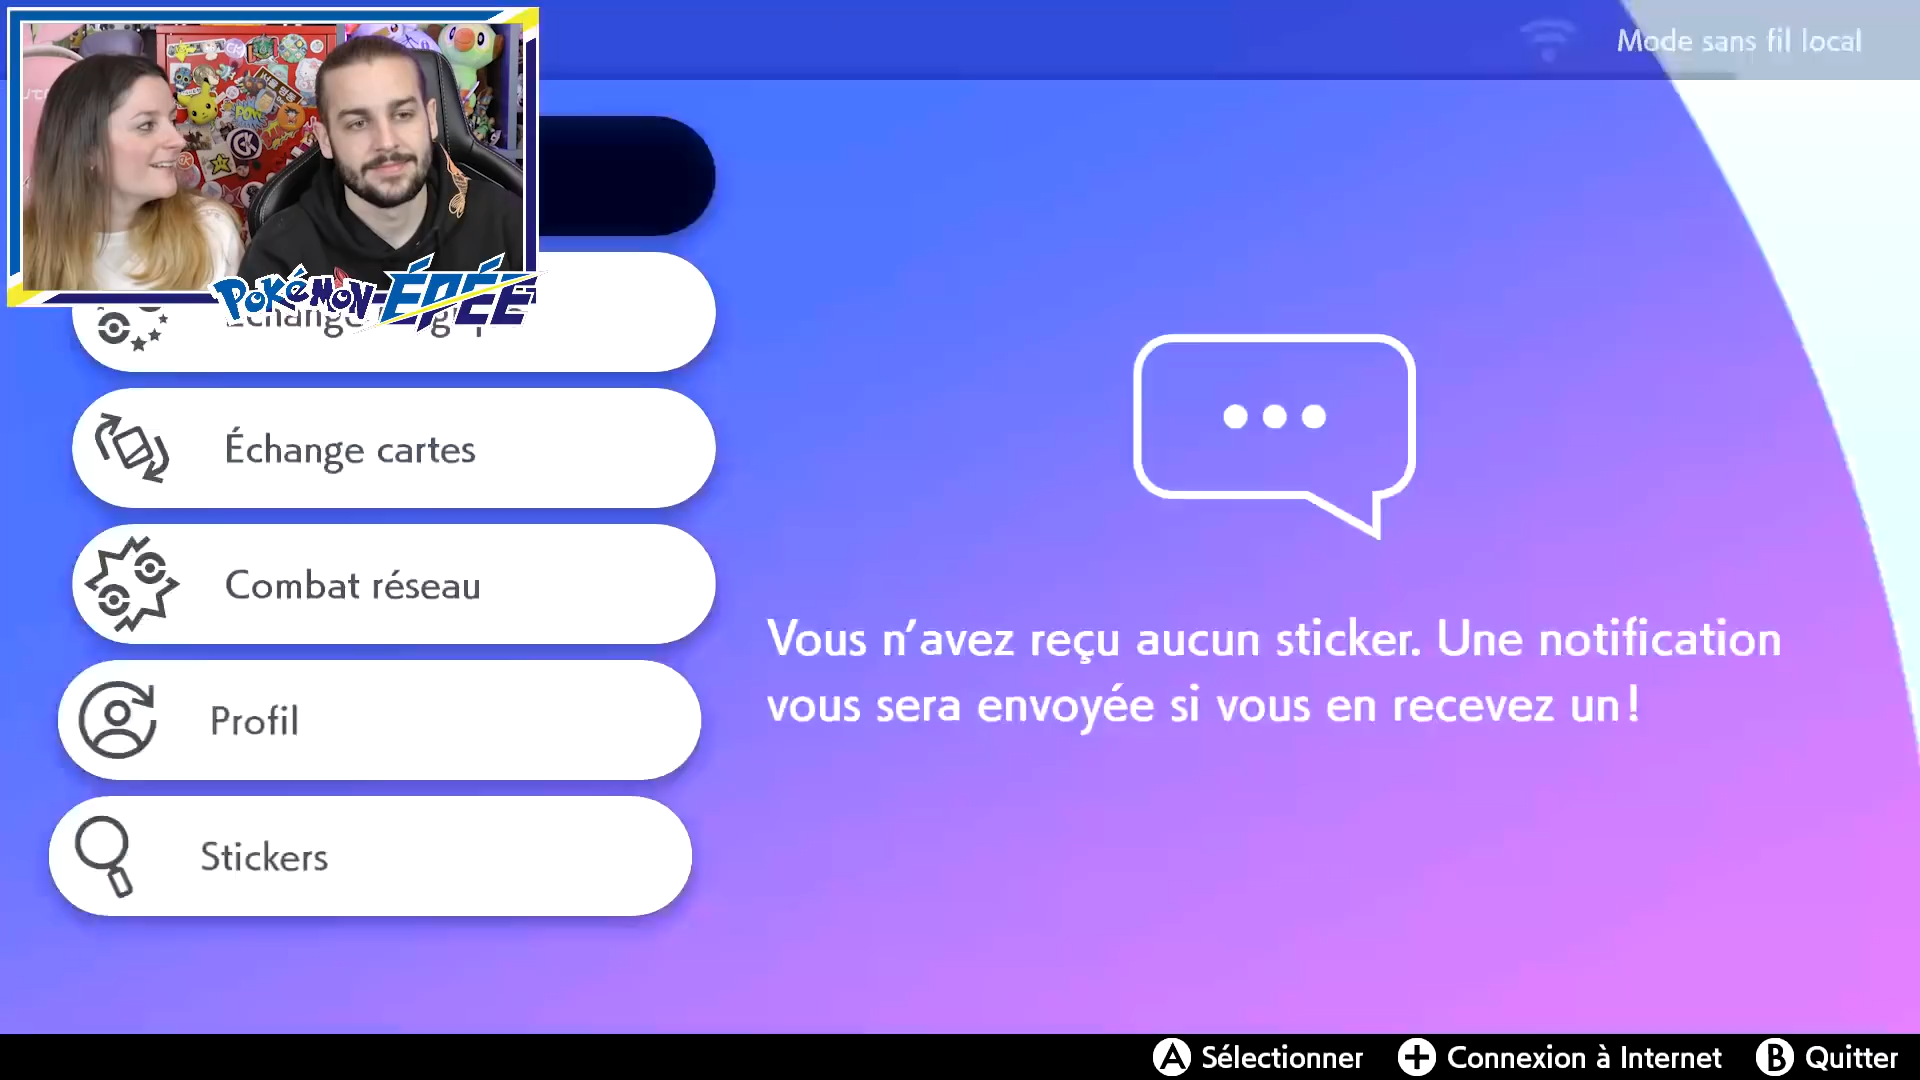 Mode sans fil local
Pokémon ÉPÉE
Échange
Échange cartes
Combat réseau
Profil
Stickers
Vous n’avez reçu aucun sticker. Une notification
vous sera envoyée si vous en recevez un !
A Sélectionner + Connexion à Internet B Quitter